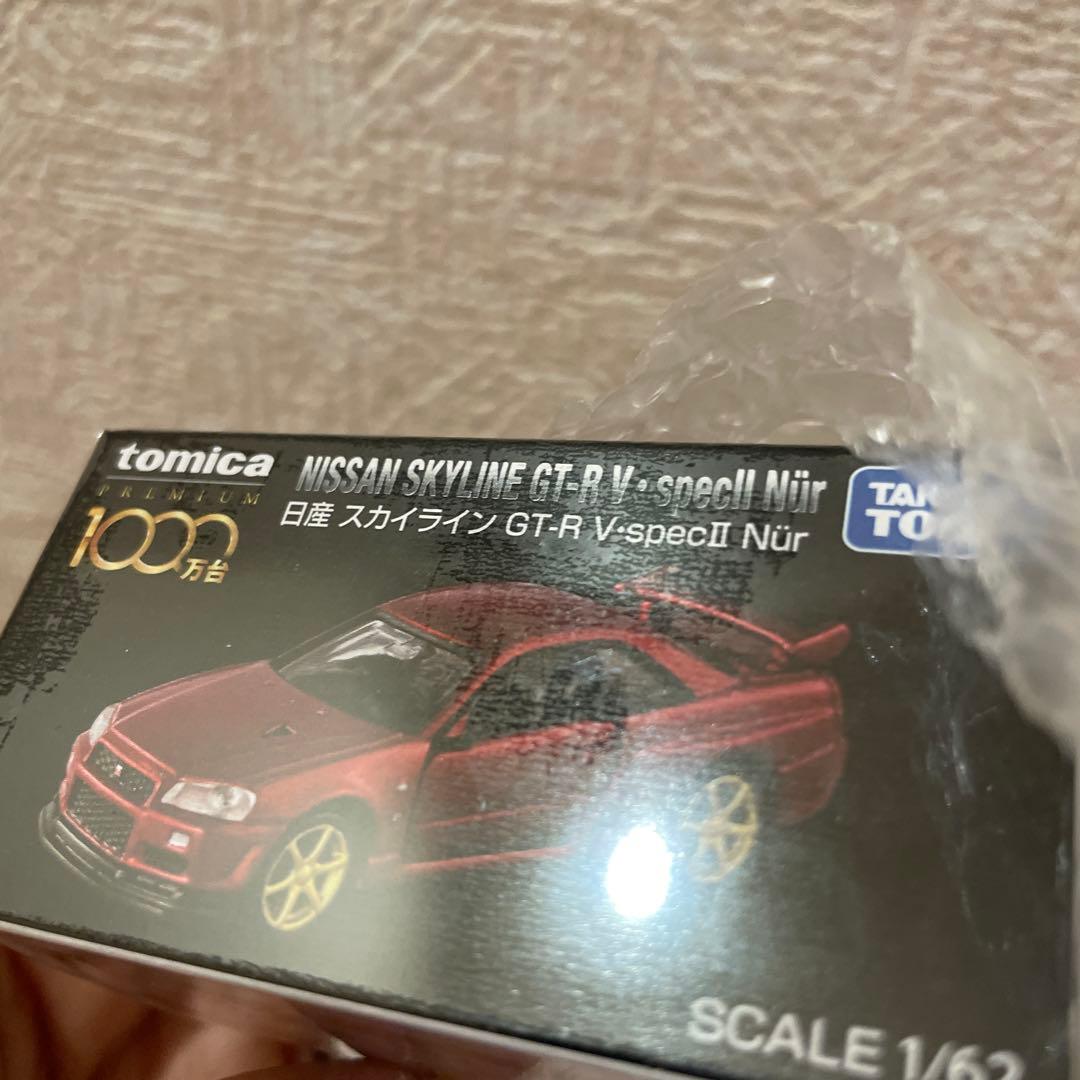 tomica
PREMIUM
1000万台
NISSAN SKYLINE GT-R V・specII Nür
日産 スカイライン GT-R V・specII Nür
SCALE 1/62